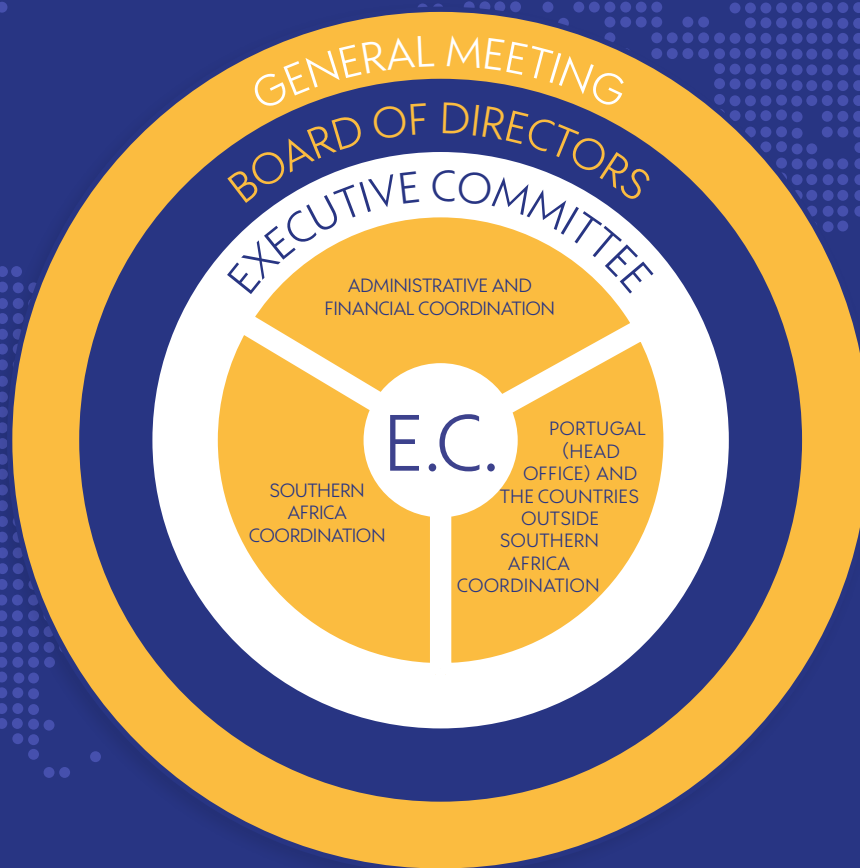 GENERAL MEETING
BOARD OF DIRECTORS
EXECUTIVE COMMITTEE
ADMINISTRATIVE AND
FINANCIAL COORDINATION
E.C.
SOUTHERN
AFRICA
COORDINATION
PORTUGAL
(HEAD
OFFICE) AND
THE COUNTRIES
OUTSIDE
SOUTHERN
AFRICA
COORDINATION